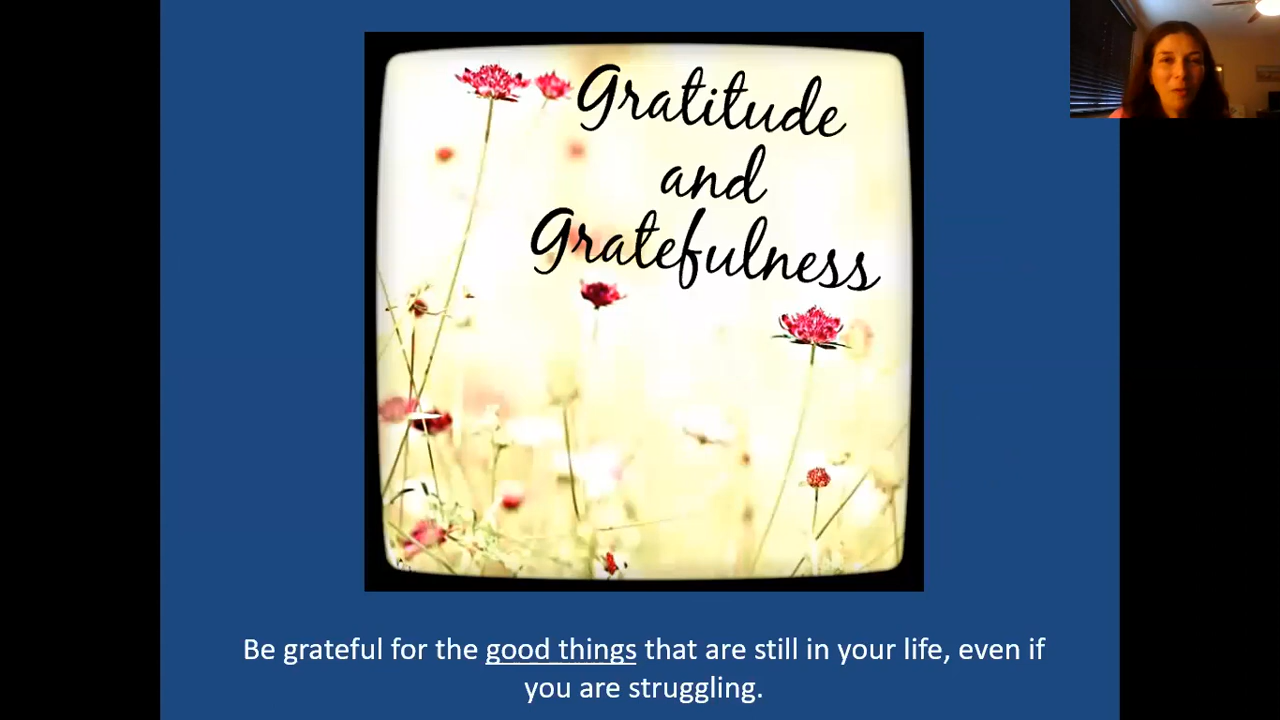 Gratitude
and
Gratefulness
Be grateful for the good things that are still in your life, even if
you are struggling.